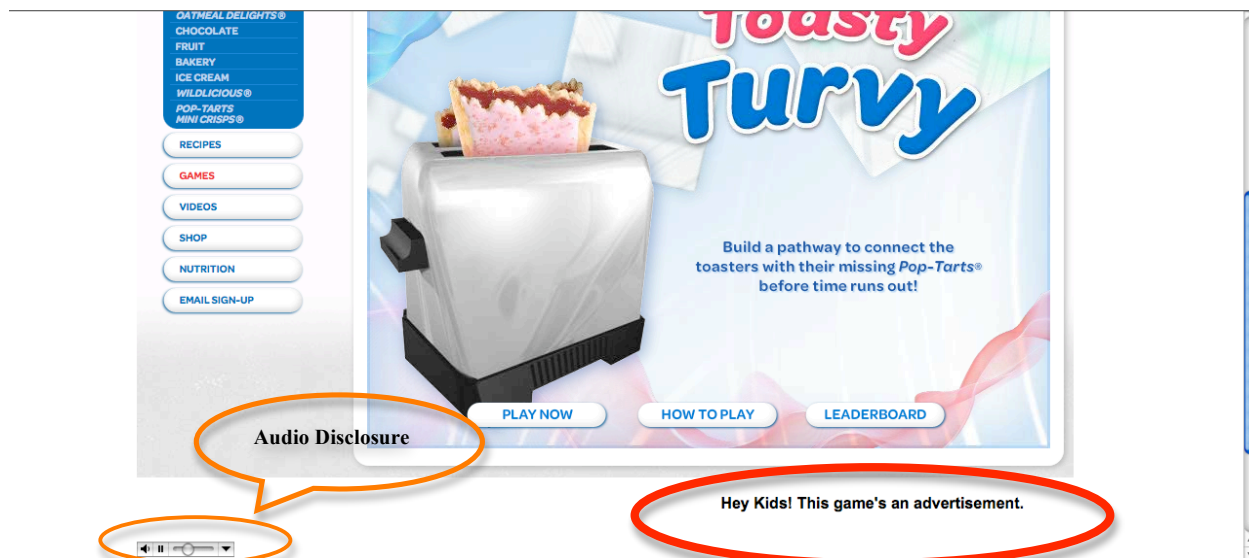 OATMEAL DELIGHTS®
CHOCOLATE
FRUIT
BAKERY
ICE CREAM
WILDLICIOUS®
POP-TARTS
MINI CRISPS®
RECIPES
GAMES
VIDEOS
SHOP
NUTRITION
EMAIL SIGN-UP
Toasty
Turvy
Build a pathway to connect the
toasters with their missing Pop-Tarts®
before time runs out!
PLAY NOW
HOW TO PLAY
LEADERBOARD
Audio Disclosure
Hey Kids! This game's an advertisement.